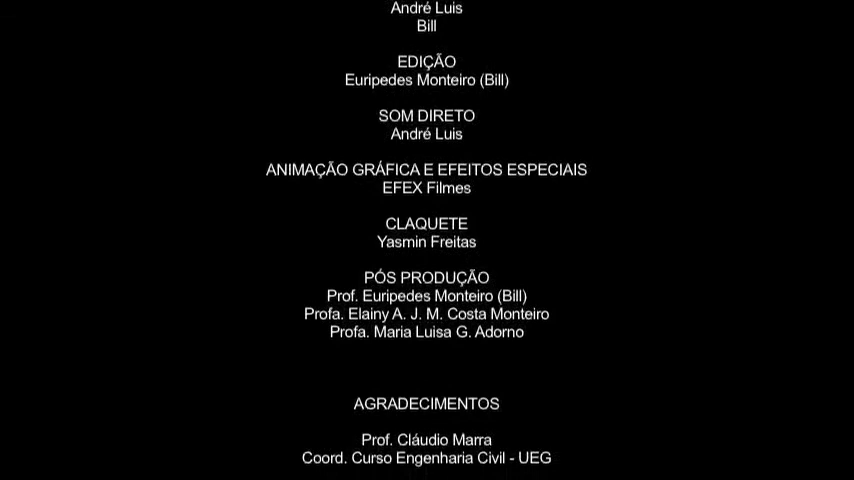 André Luis
Bill
EDIÇÃO
Euripedes Monteiro (Bill)
SOM DIRETO
André Luis
ANIMAÇÃO GRÁFICA E EFEITOS ESPECIAIS
EFEX Filmes
CLAQUETE
Yasmin Freitas
PÓS PRODUÇÃO
Prof. Euripedes Monteiro (Bill)
Profa. Elainy A. J. M. Costa Monteiro
Profa. Maria Luisa G. Adorno
AGRADECIMENTOS
Prof. Cláudio Marra
Coord. Curso Engenharia Civil - UEG